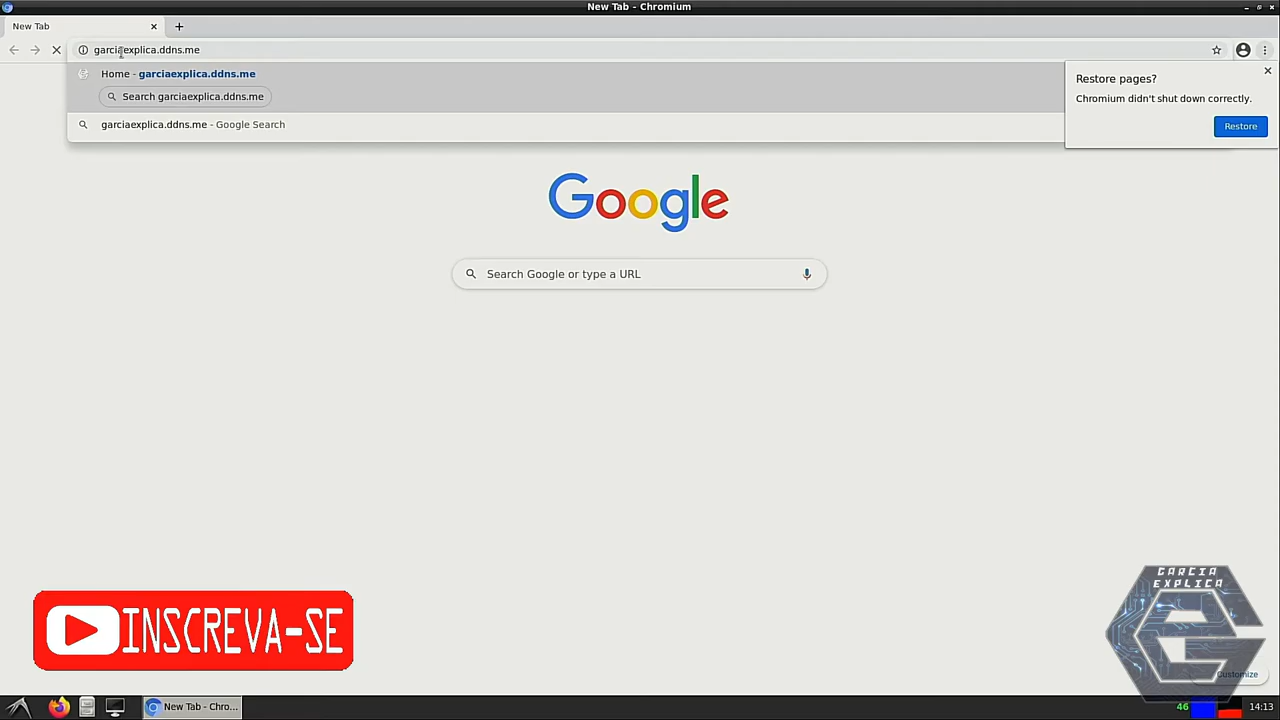 New Tab - Chromium
New Tab
garciaexplica.ddns.me
Home - garciaexplica.ddns.me
Search garciaexplica.ddns.me
garciaexplica.ddns.me - Google Search
Restore pages?
Chromium didn't shut down correctly.
Restore
Google
Search Google or type a URL
INSCREVA-SE
GARCIA
EXPLICA
Customize
New Tab - Chro...
46
14:13